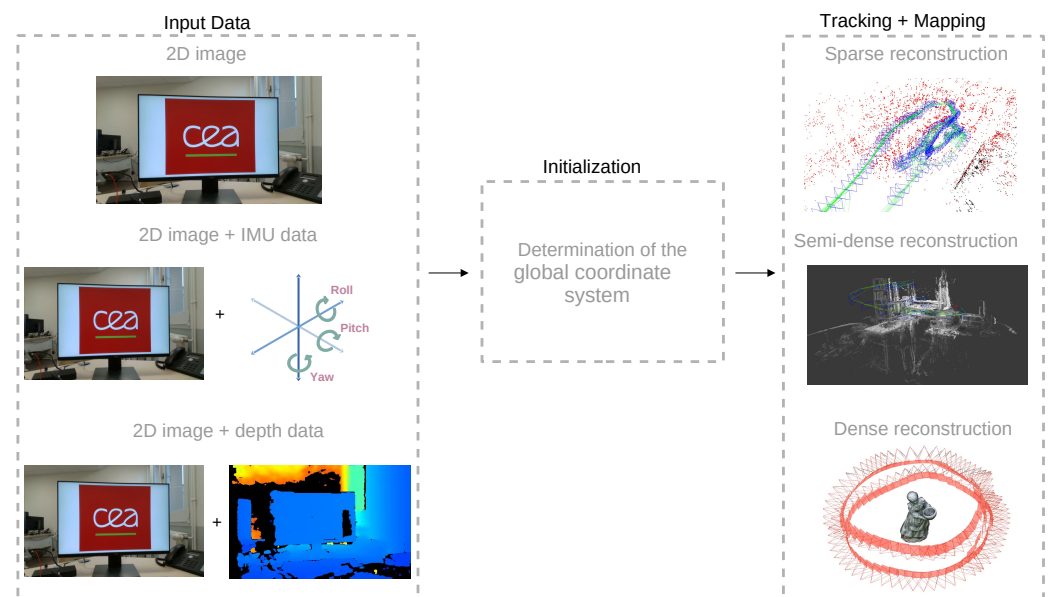 Input Data
2D image
cea
2D image + IMU data
cea
+
Roll
Pitch
Yaw
2D image + depth data
cea
+
Initialization
Determination of the
global coordinate
system
Tracking + Mapping
Sparse reconstruction
Semi-dense reconstruction
Dense reconstruction